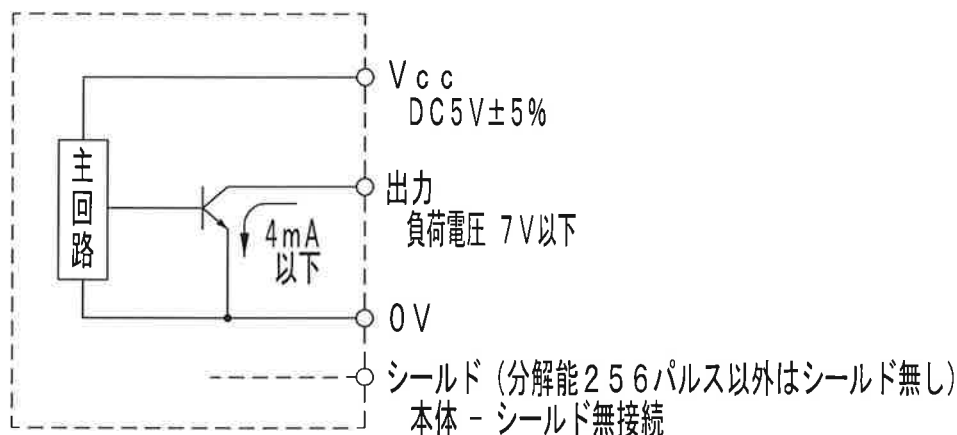 Vcc
DC5V±5%
主回路
出力
負荷電圧 7V以下
4mA
以下
0V
シールド（分解能256パルス以外はシールド無し）
本体 - シールド無接続